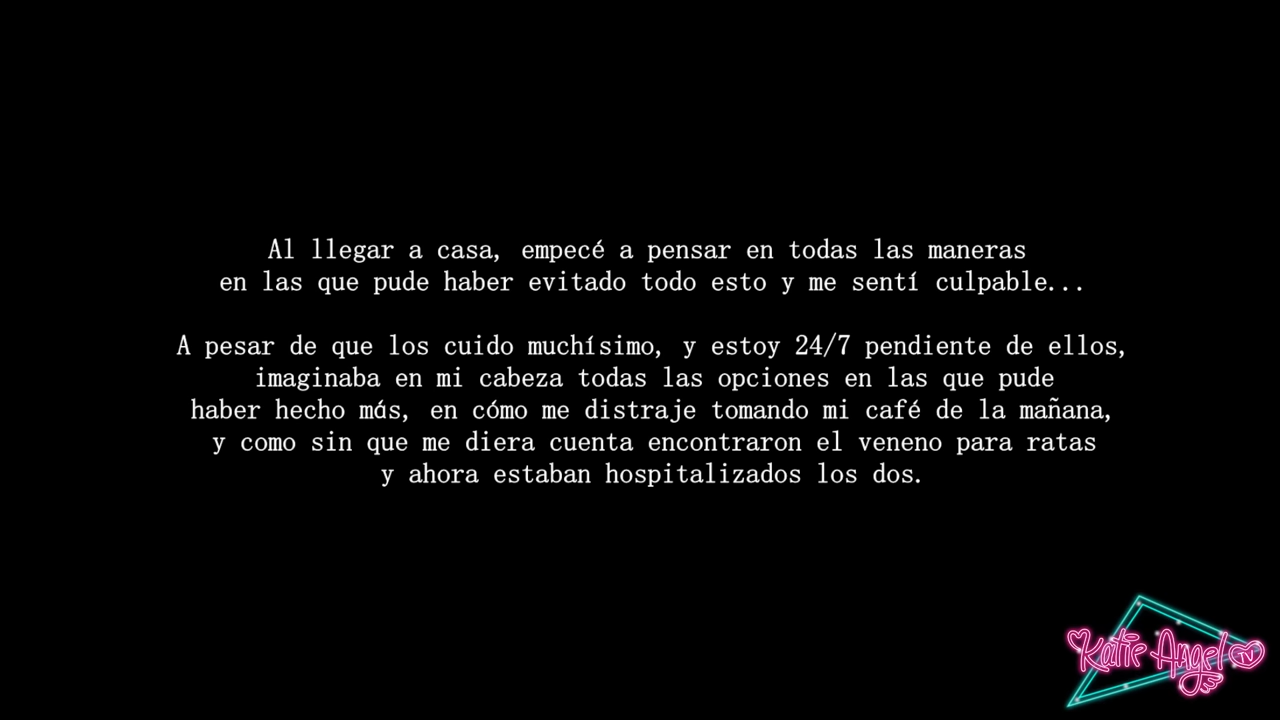 Al llegar a casa, empecé a pensar en todas las maneras
en las que pude haber evitado todo esto y me sentí culpable...
A pesar de que los cuido muchísimo, y estoy 24/7 pendiente de ellos,
imaginaba en mi cabeza todas las opciones en las que pude
haber hecho más, en cómo me distraje tomando mi café de la mañana,
y como sin que me diera cuenta encontraron el veneno para ratas
y ahora estaban hospitalizados los dos.
Katie Angel TV